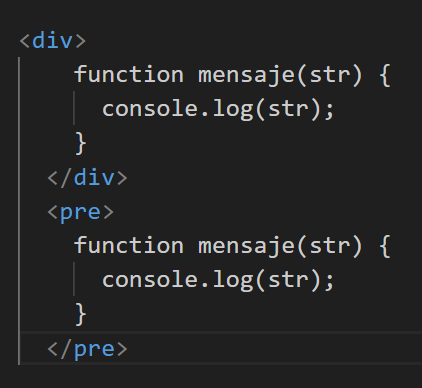 <div>
    function mensaje(str) {
      console.log(str);
    }
  </div>
  <pre>
    function mensaje(str) {
      console.log(str);
    }
  </pre>